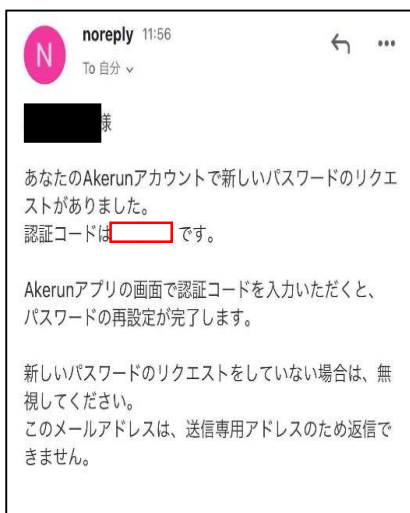 N
noreply 11:56
To 自分
様
あなたのAkerunアカウントで新しいパスワードのリクエ
ストがありました。
認証コードは です。
Akerunアプリの画面で認証コードを入力いただくと、
パスワードの再設定が完了します。
新しいパスワードのリクエストをしていない場合は、無
視してください。
このメールアドレスは、送信専用アドレスのため返信で
きません。